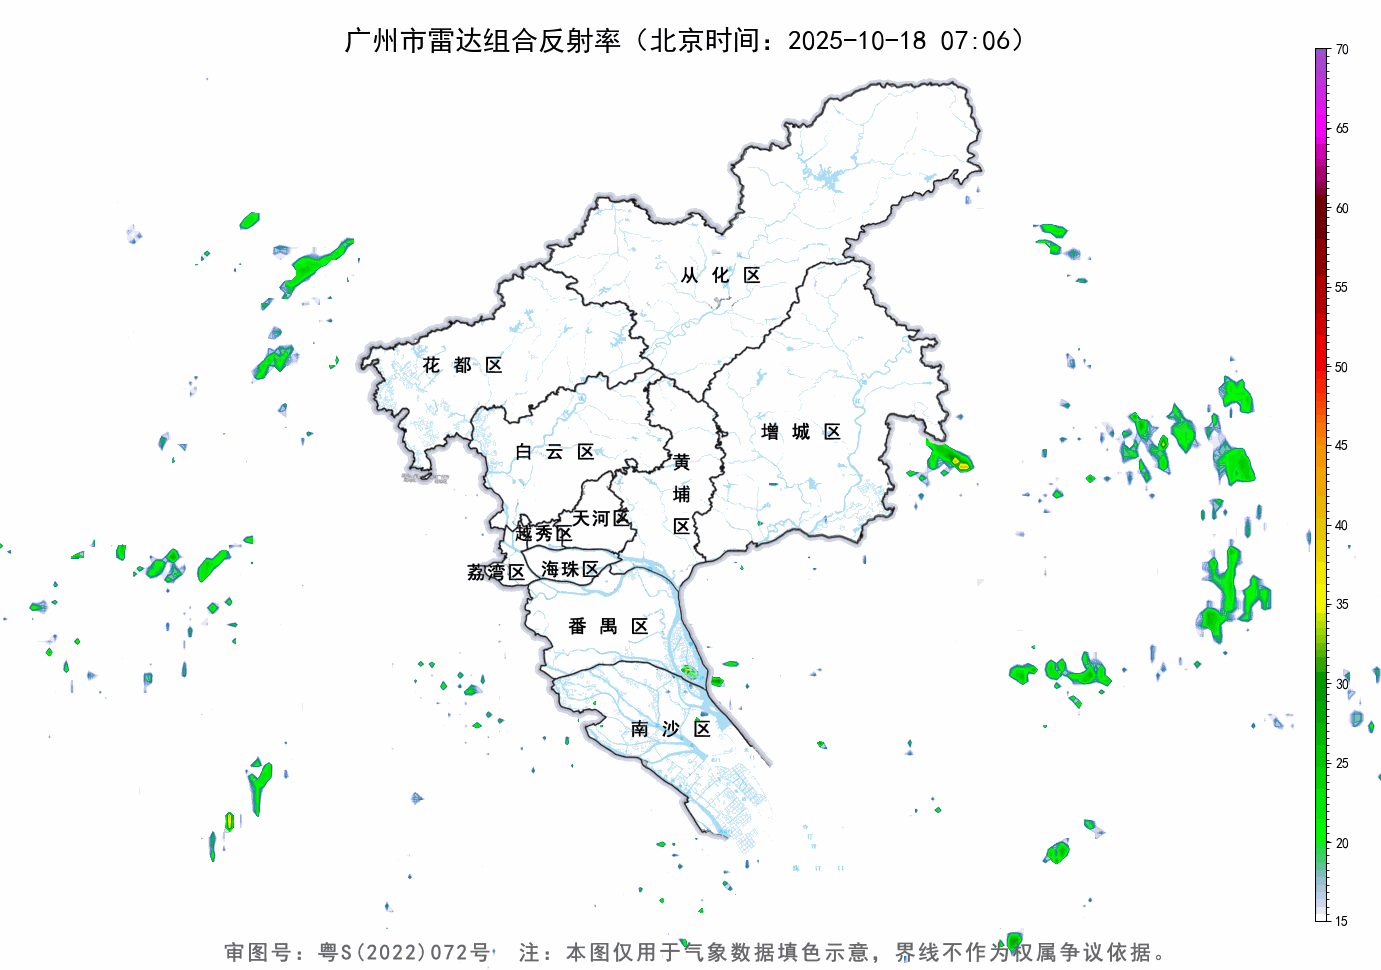 广州市雷达组合反射率（北京时间：2025-10-18 07:06）
70
65
60
55
50
45
40
35
30
25
20
15
从 化 区
花 都 区
增 城 区
白 云 区
黄
埔
区
天河区
越秀区
荔湾区
海珠区
番 禺 区
南 沙 区
审图号：粤S(2022)072号 注：本图仅用于气象数据填色示意，界线不作为权属争议依据。